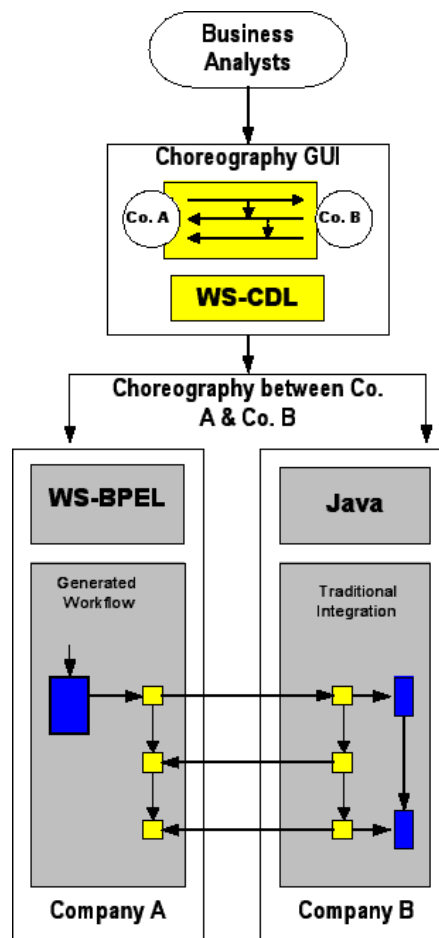 Business
Analysts
Choreography GUI
Co. A
Co. B
WS-CDL
Choreography between Co.
A & Co. B
WS-BPEL
Java
Generated
Workflow
Traditional
Integration
Company A
Company B